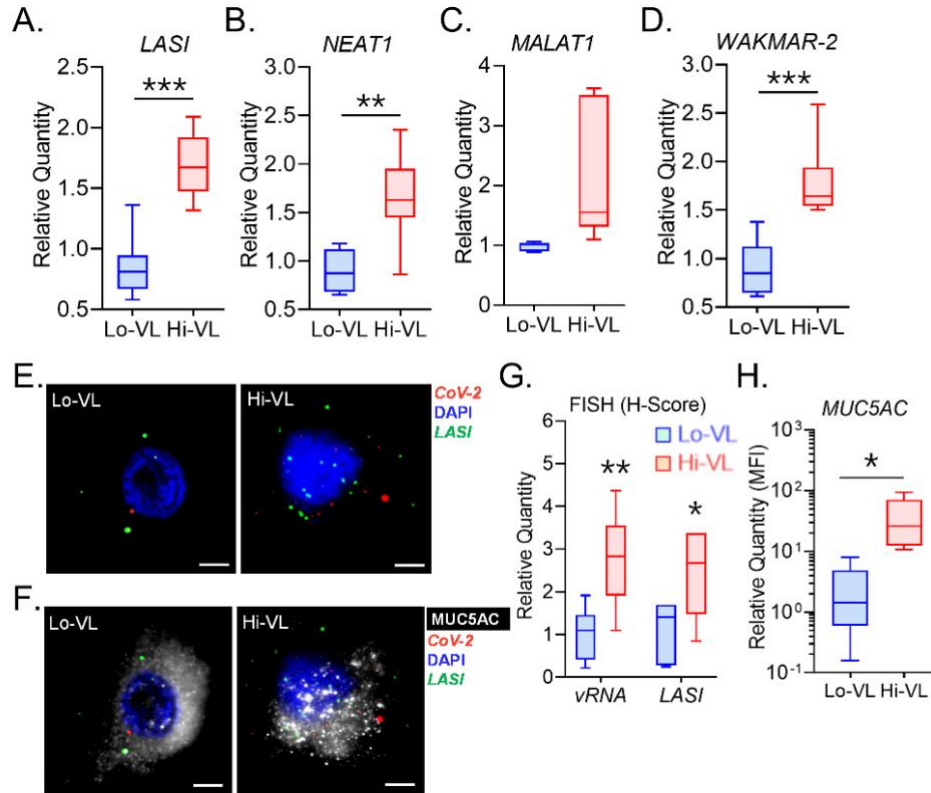 A.
LASI
Relative Quantity
2.5
2.0
1.5
1.0
0.5
***
Lo-VL Hi-VL
B.
NEAT1
Relative Quantity
3.0
2.5
2.0
1.5
1.0
0.5
**
Lo-VL Hi-VL
C.
MALAT1
Relative Quantity
4
3
2
1
0
Lo-VL Hi-VL
D.
WAKMAR-2
Relative Quantity
3.0
2.5
2.0
1.5
1.0
0.5
***
Lo-VL Hi-VL
E.
Lo-VL
Hi-VL
CoV-2
DAPI
LASI
F.
Lo-VL
Hi-VL
MUC5AC
CoV-2
DAPI
LASI
G.
FISH (H-Score)
Lo-VL
Hi-VL
Relative Quantity
6
5
4
3
2
1
0
**
*
vRNA LASI
H.
MUC5AC
Relative Quantity (MFI)
10³
10²
10¹
10⁰
10⁻¹
*
Lo-VL Hi-VL